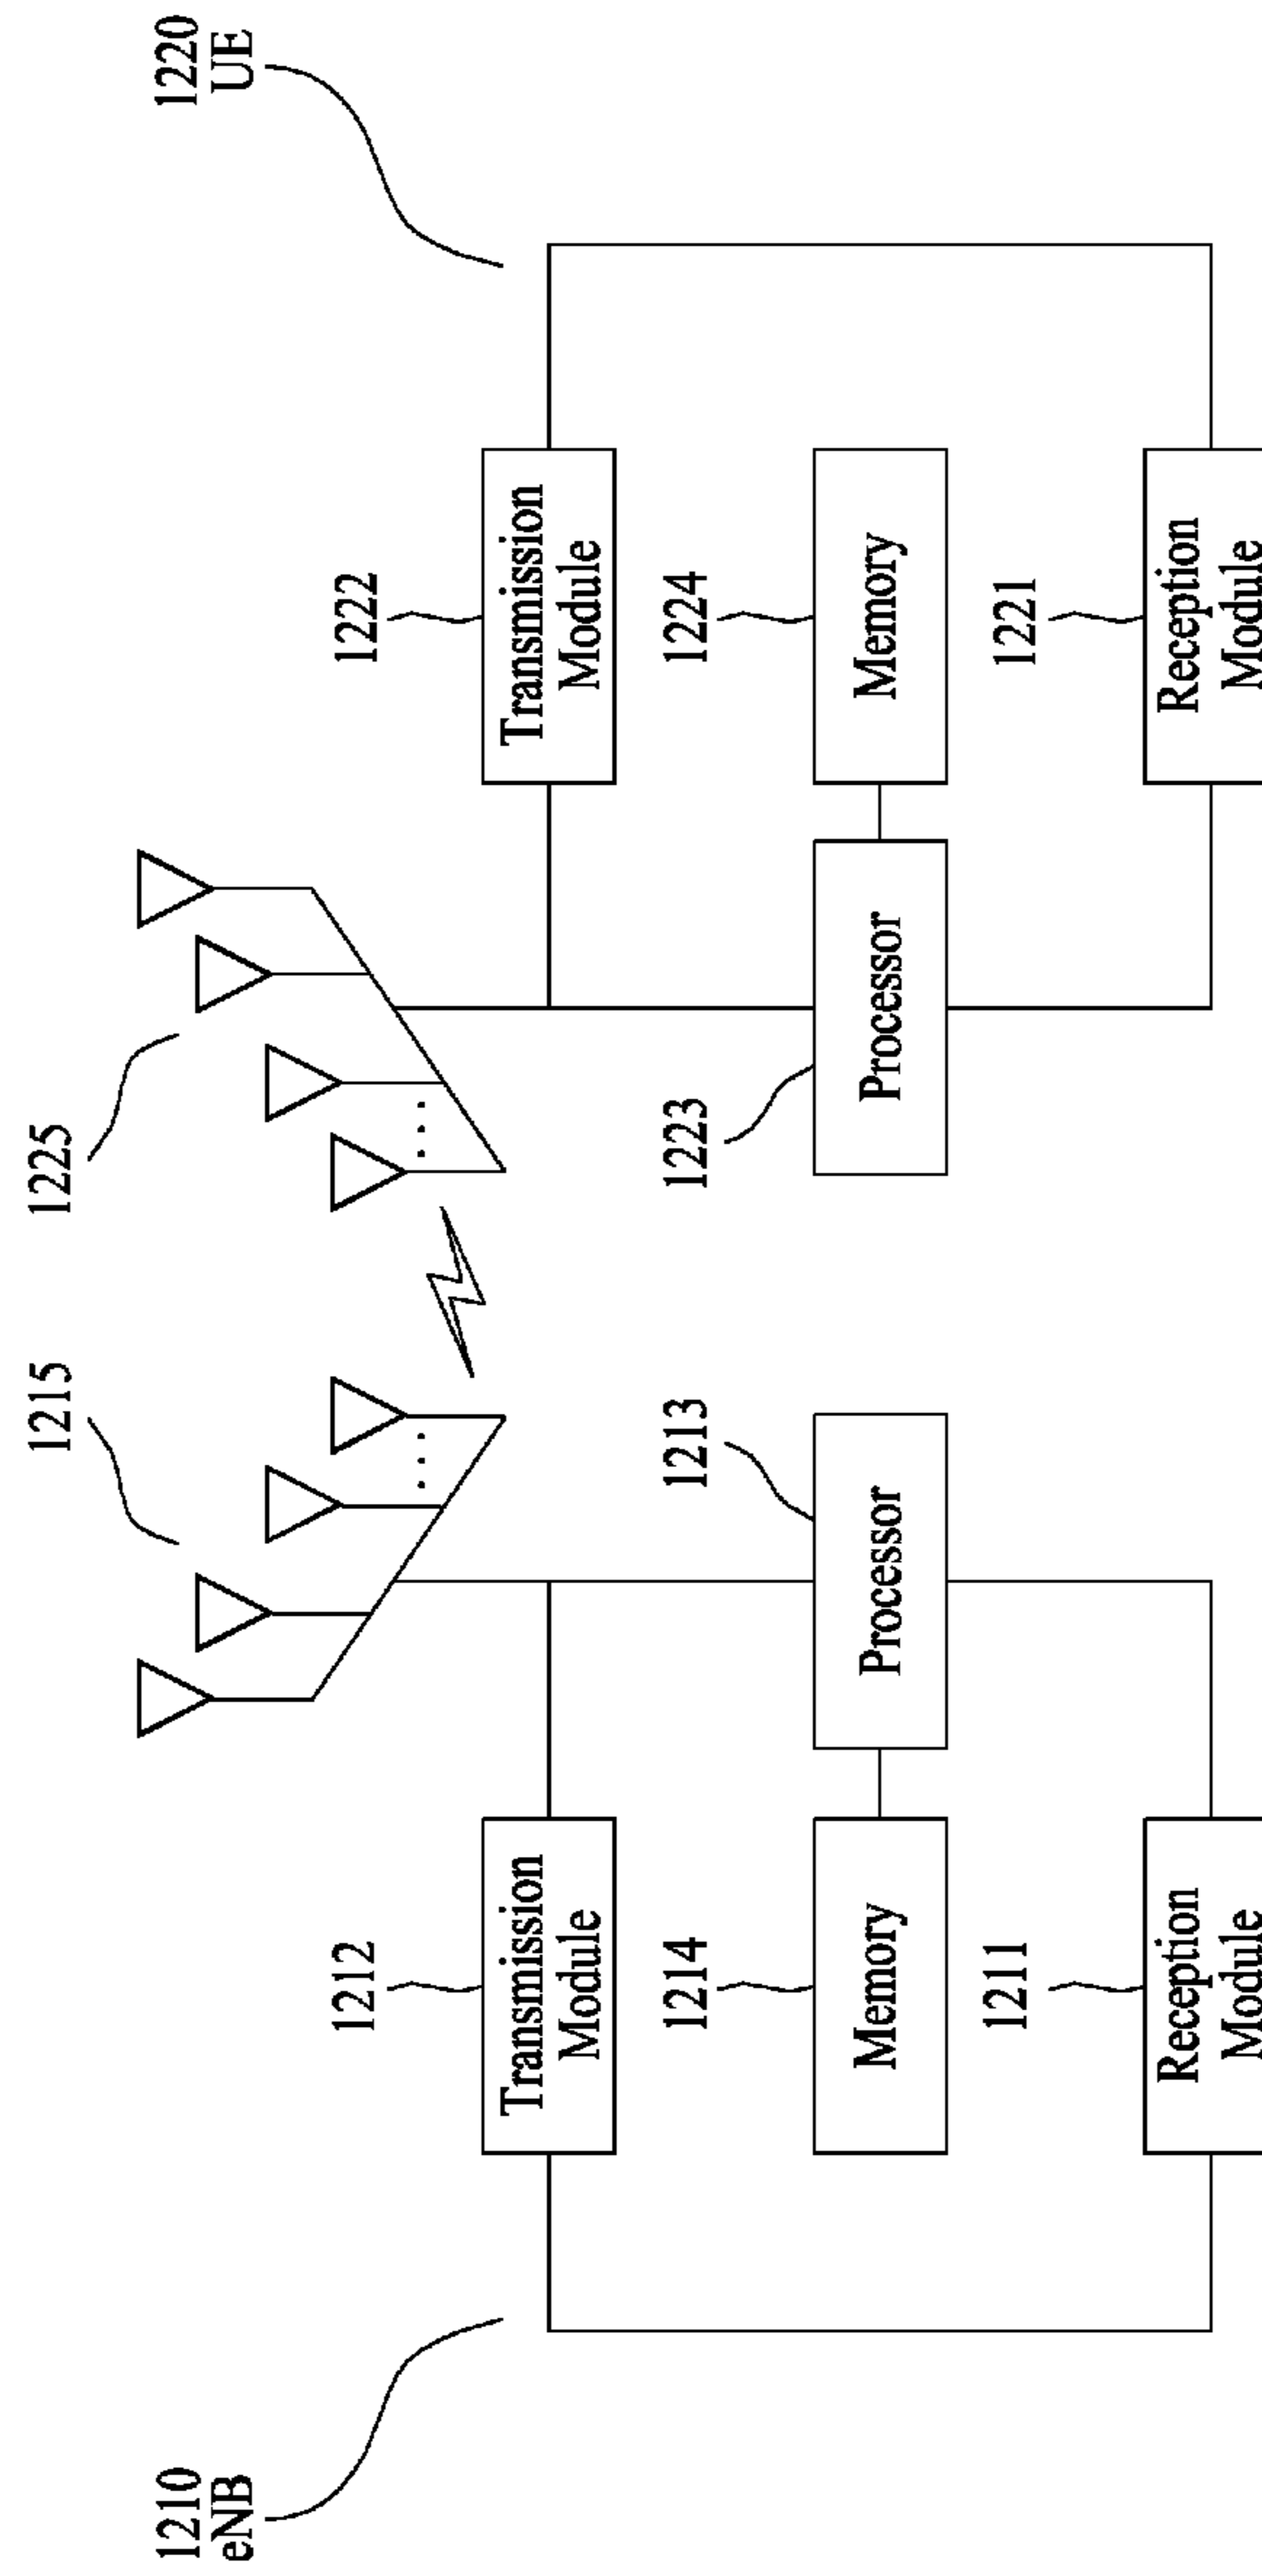 1215
1225
1210
eNB
1220
UE
1212
1222
Transmission
Module
Transmission
Module
1214
1213
1223
1224
Memory
Processor
Processor
Memory
1211
1221
Reception
Module
Reception
Module